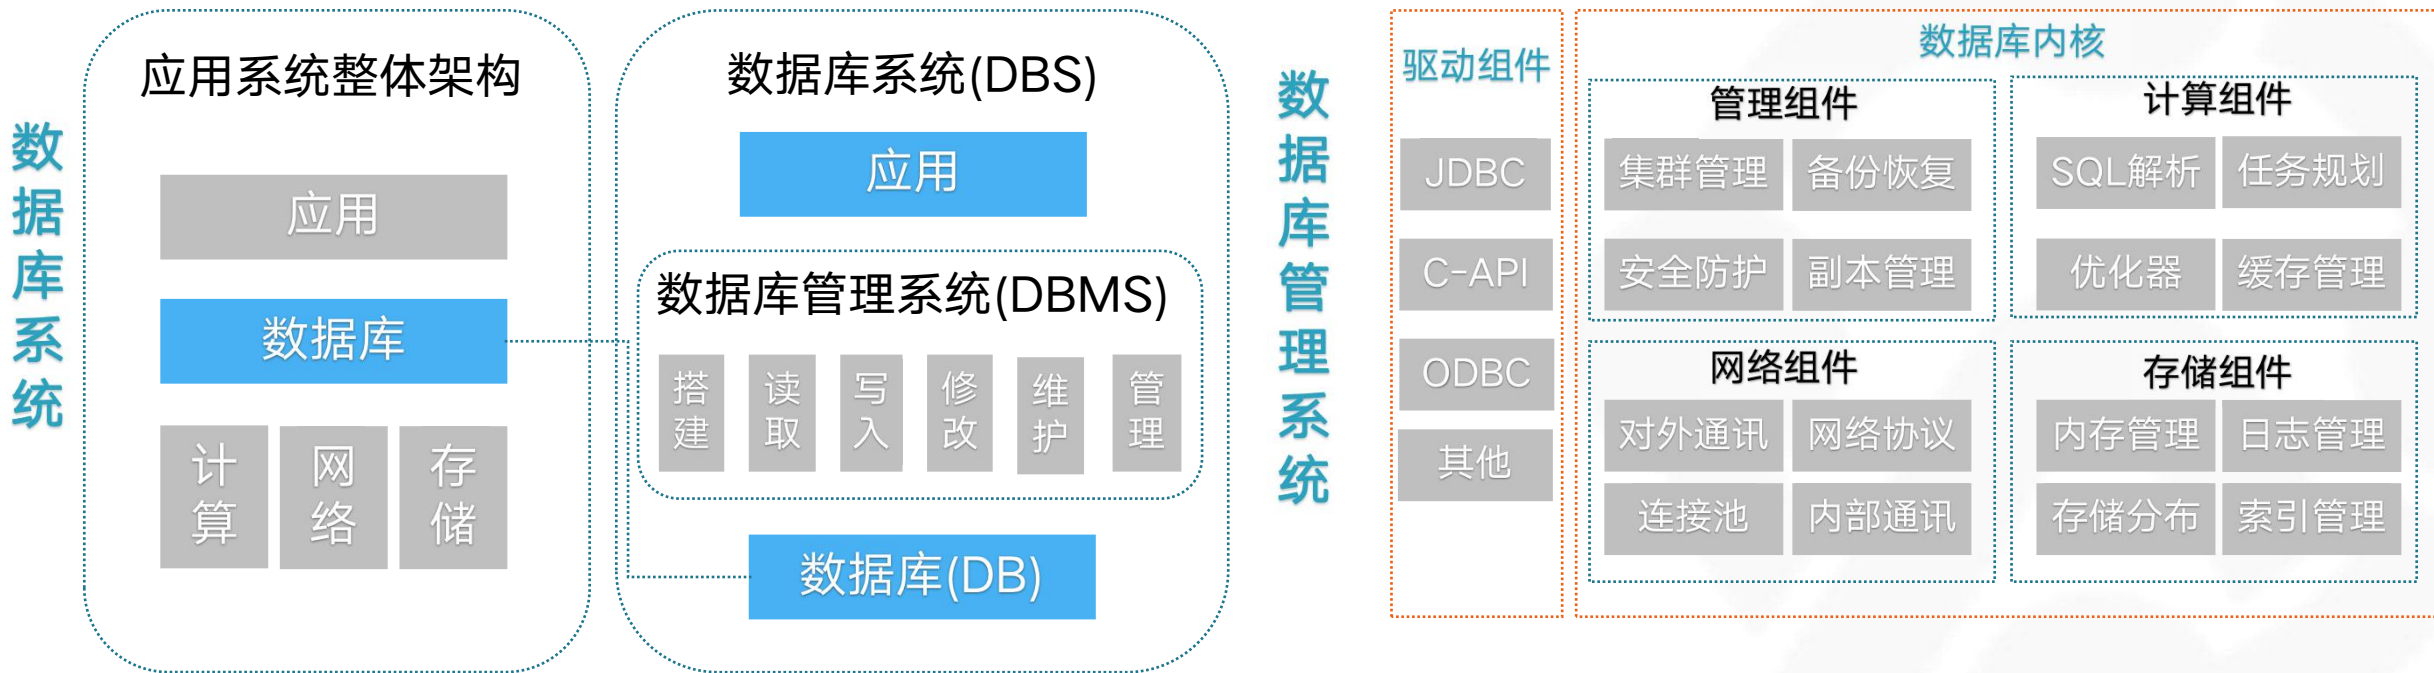 数据库系统
应用系统整体架构
应用
数据库
计算
网络
存储
数据库系统(DBS)
应用
数据库管理系统(DBMS)
搭建
读取
写入
修改
维护
管理
数据库(DB)
数据库管理系统
驱动组件
JDBC
C-API
ODBC
其他
数据库内核
管理组件
集群管理
备份恢复
安全防护
副本管理
计算组件
SQL解析
任务规划
优化器
缓存管理
网络组件
对外通讯
网络协议
连接池
内部通讯
存储组件
内存管理
日志管理
存储分布
索引管理